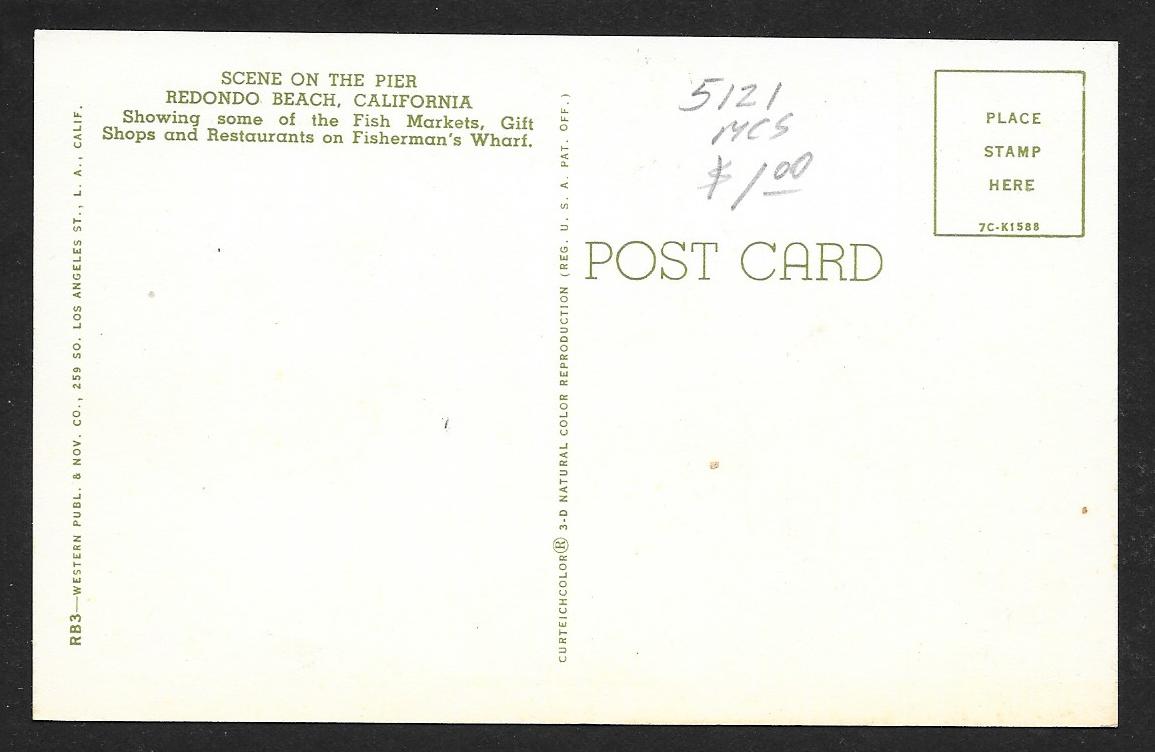 SCENE ON THE PIER
REDONDO BEACH, CALIFORNIA
Showing some of the Fish Markets, Gift
Shops and Restaurants on Fisherman's Wharf.
RB3—WESTERN PUBL. & NOV. CO., 259 SO. LOS ANGELES ST., L. A., CALIF.
CURTEICHCOLOR® 3-D NATURAL COLOR REPRODUCTION (REG. U. S. A. PAT. OFF.)
5121
MCS
$1.00
POST CARD
PLACE
STAMP
HERE
7C-K1588